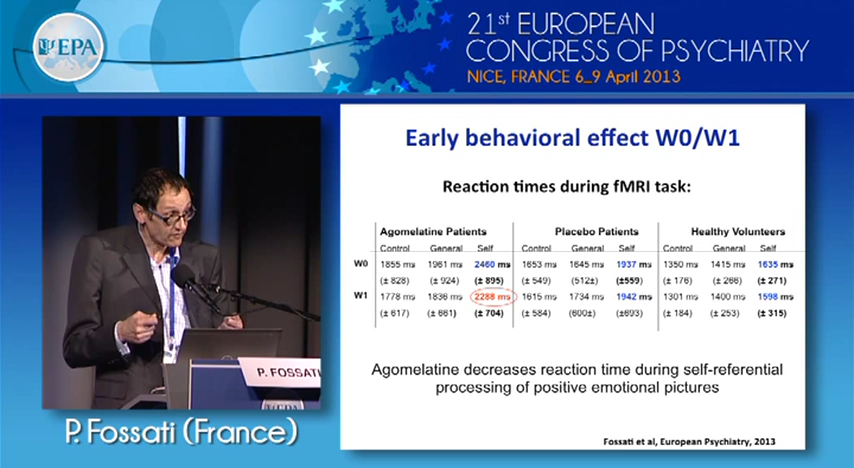 EPA
21st EUROPEAN
CONGRESS OF PSYCHIATRY
NICE, FRANCE 6_9 April 2013
Early behavioral effect W0/W1
Reaction times during fMRI task:
Agomelatine Patients Placebo Patients Healthy Volunteers
Control General Self Control General Self Control General Self
W0 1855 ms 1961 ms 2460 ms 1653 ms 1645 ms 1937 ms 1350 ms 1415 ms 1635 ms
(± 828) (± 924) (± 895) (± 549) (512±) (±559) (± 176) (± 266) (± 271)
W1 1778 ms 1836 ms 2288 ms 1615 ms 1734 ms 1942 ms 1301 ms 1400 ms 1598 ms
(± 617) (± 661) (± 704) (± 584) (600±) (±693) (± 184) (± 253) (± 315)
Agomelatine decreases reaction time during self-referential
processing of positive emotional pictures
Fossati et al, European Psychiatry, 2013
P. FOSSATI
P. Fossati (France)